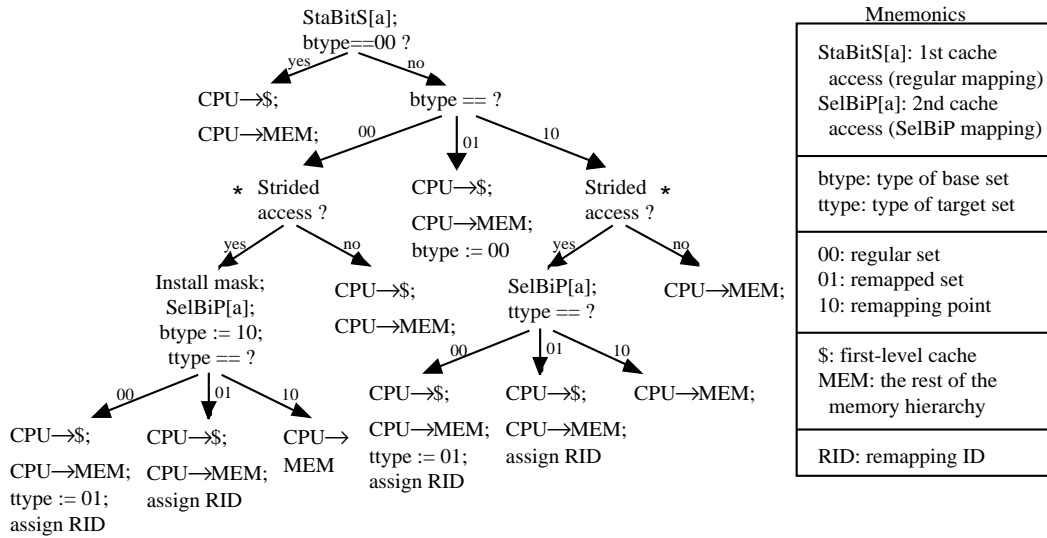 StaBitS[a];
btype==00 ?
yes
no
CPU→$;
CPU→MEM;
btype == ?
00
01
10
* Strided
access ?
CPU→$;
CPU→MEM;
btype := 00
Strided *
access ?
yes
no
yes
no
Install mask;
SelBiP[a];
btype := 10;
ttype == ?
CPU→$;
CPU→MEM;
SelBiP[a];
ttype == ?
CPU→MEM;
00
01
10
00
01
10
CPU→$;
CPU→MEM;
ttype := 01;
assign RID
CPU→$;
CPU→MEM;
assign RID
CPU→
MEM
CPU→$;
CPU→MEM;
ttype := 01;
assign RID
CPU→$;
CPU→MEM;
assign RID
CPU→MEM;
Mnemonics
StaBitS[a]: 1st cache
access (regular mapping)
SelBiP[a]: 2nd cache
access (SelBiP mapping)
btype: type of base set
ttype: type of target set
00: regular set
01: remapped set
10: remapping point
$: first-level cache
MEM: the rest of the
memory hierarchy
RID: remapping ID